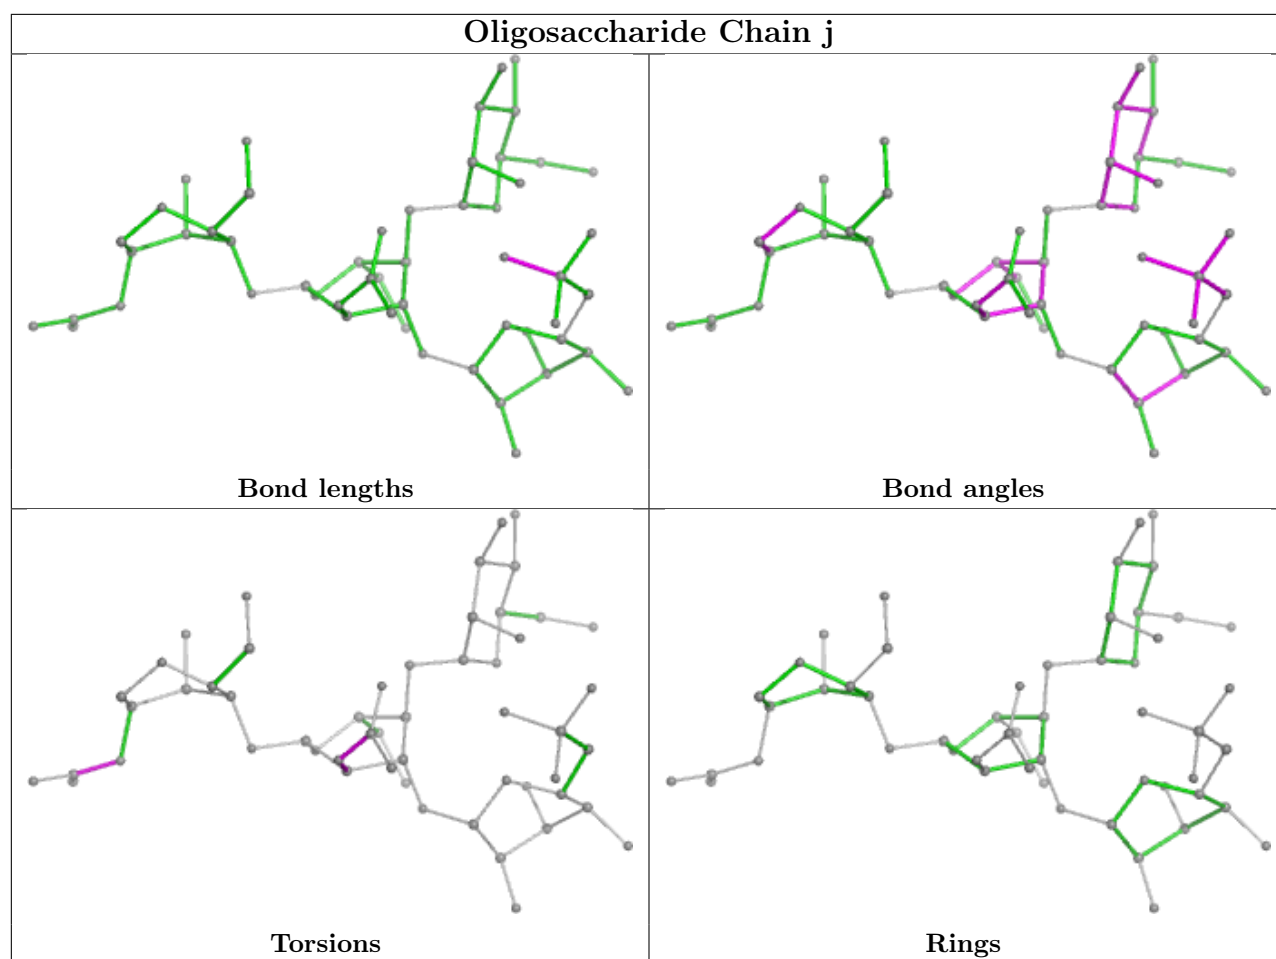 Oligosaccharide Chain j
Bond lengths
Bond angles
Torsions
Rings